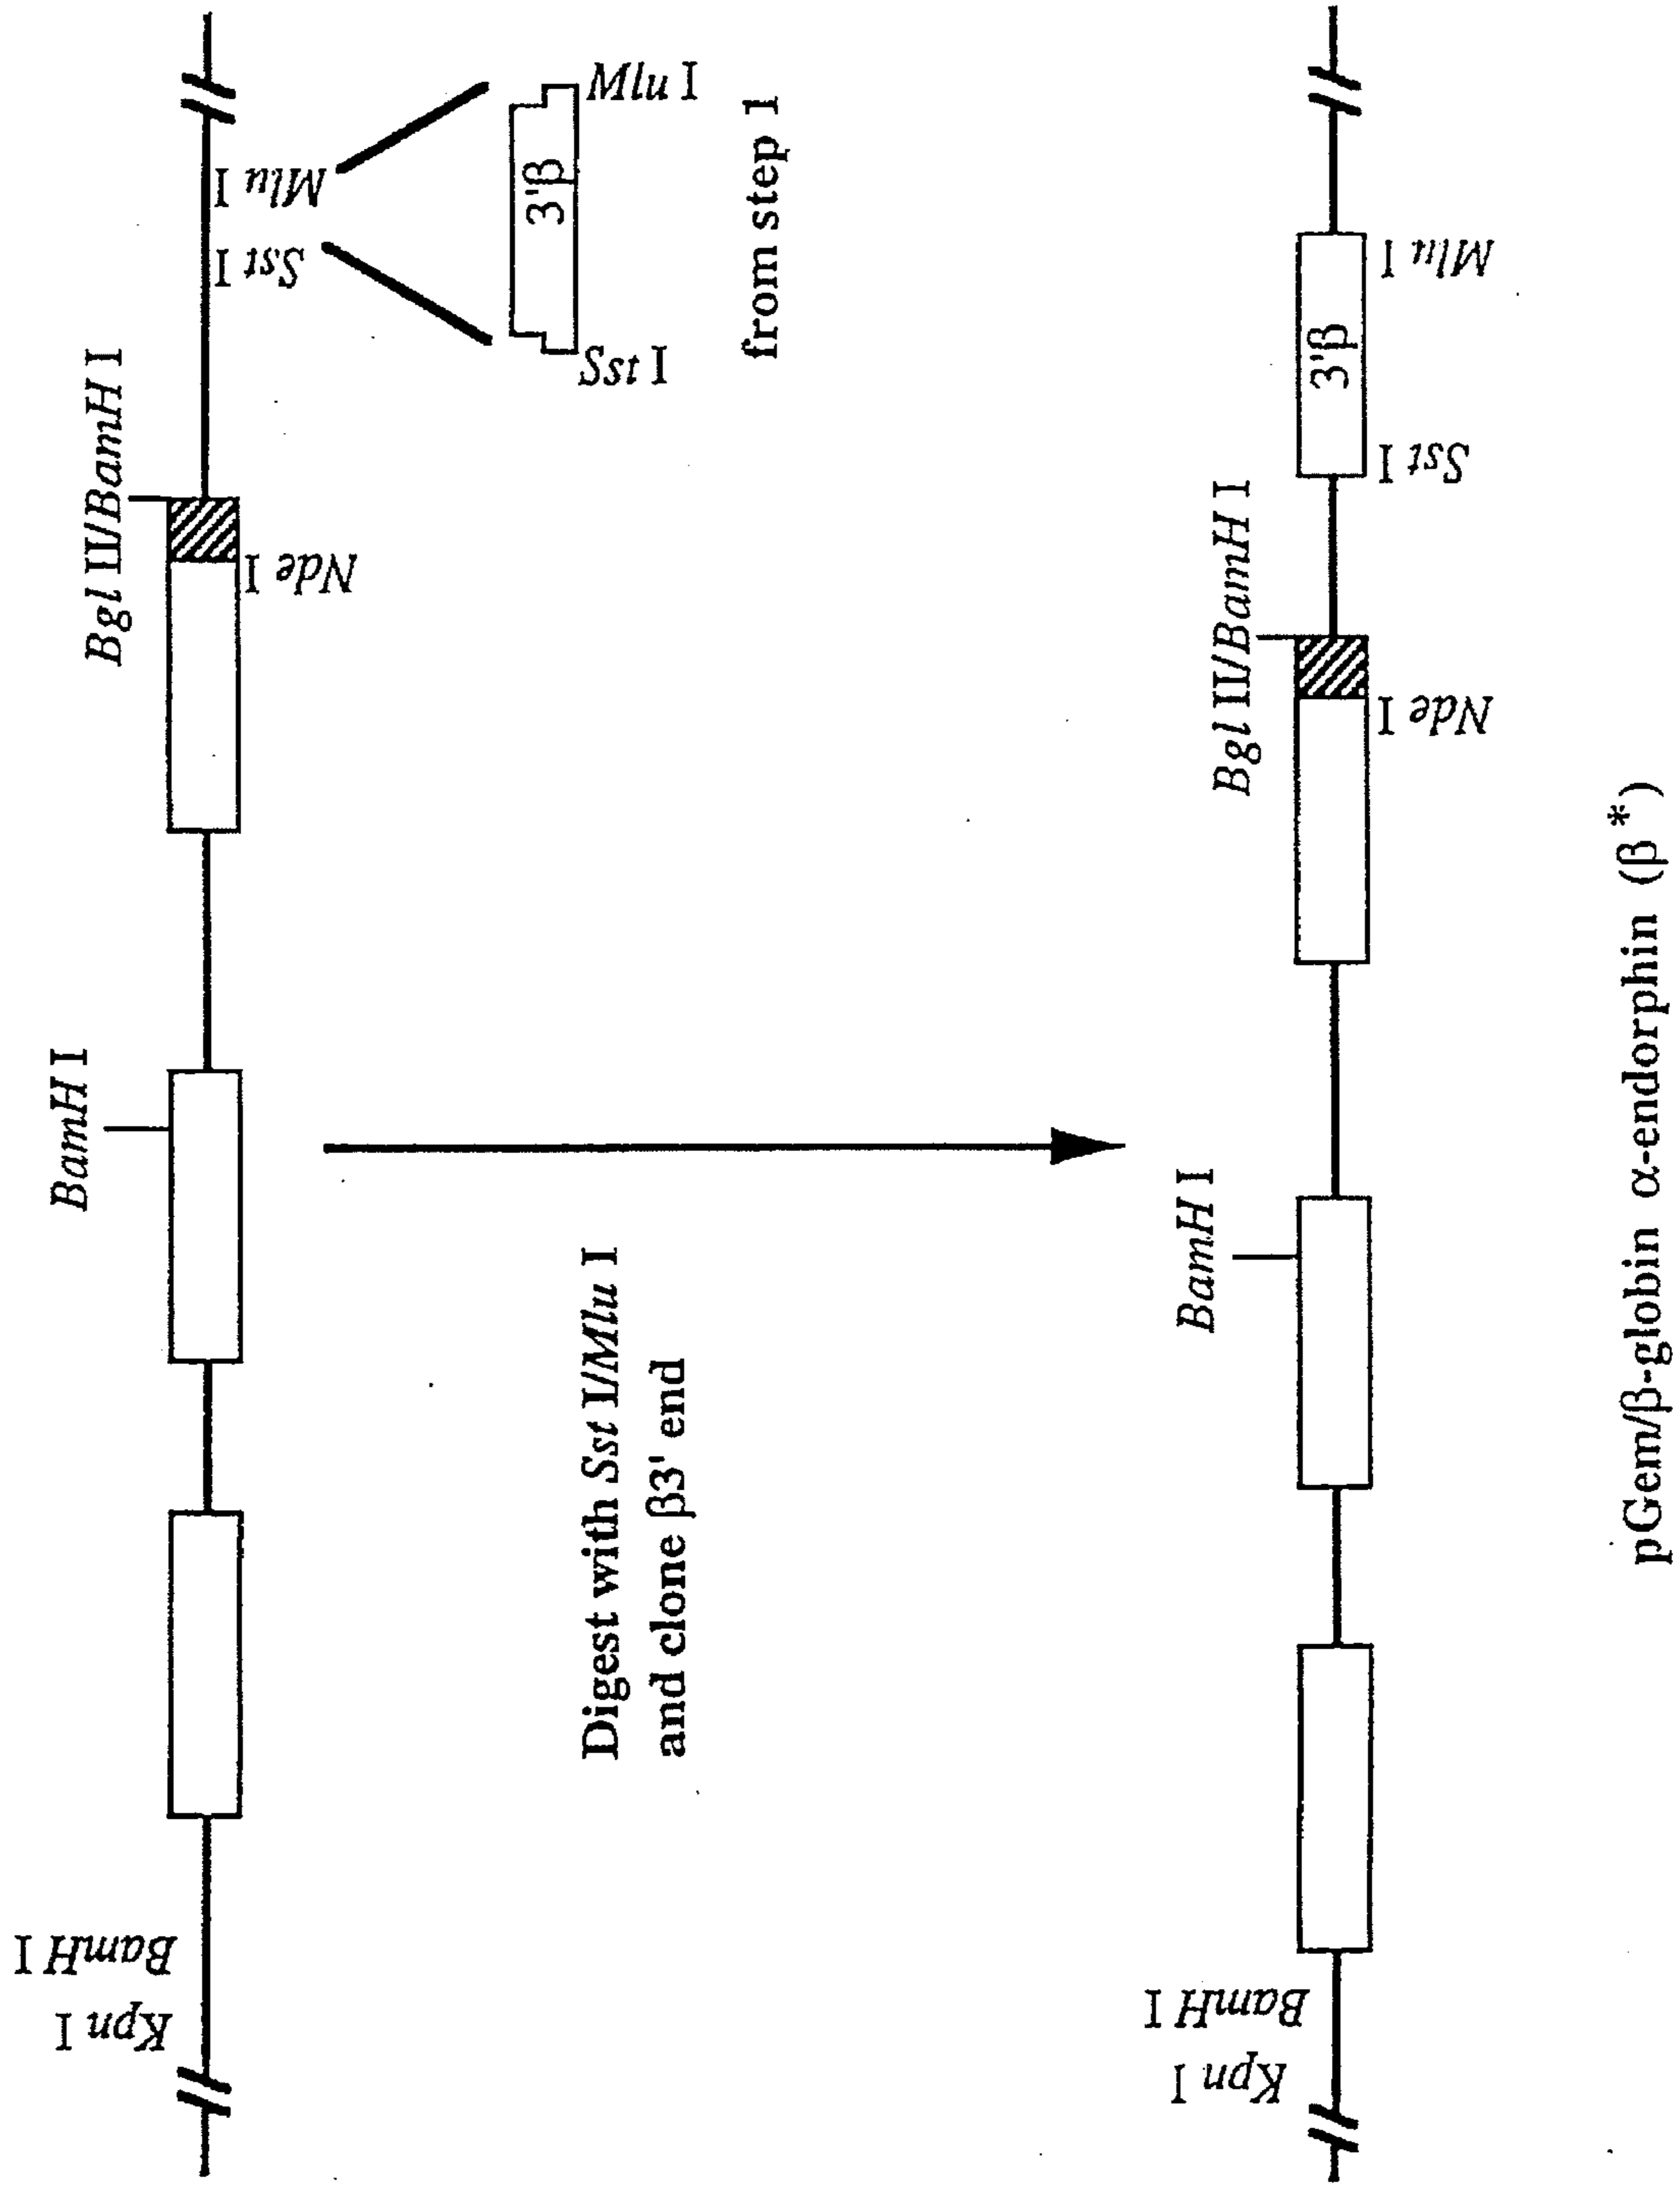 Kpn I
BamH I
BamH I
Bgl II/BamH I
Nde I
Sst I
Mlu I
3'β
Sst I
Mlu I
from step 1
Digest with Sst I/Mlu I
and clone β3' end
Kpn I
BamH I
BamH I
Bgl II/BamH I
Nde I
Sst I
3'β
Mlu I
pGem/β-globin α-endorphin (β*)